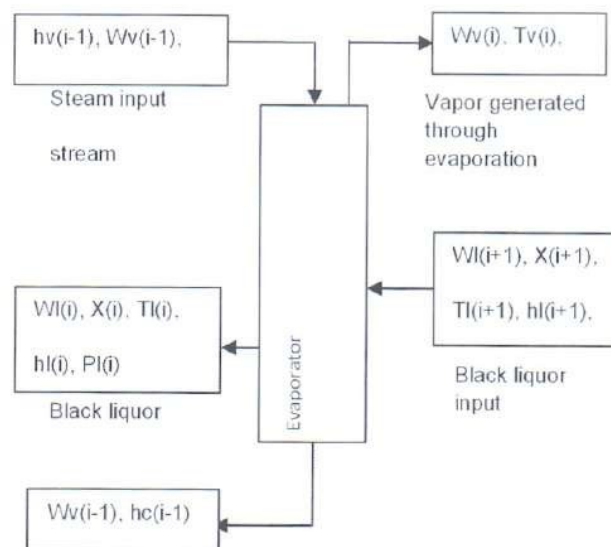 hv(i-1), Wv(i-1),
Steam input
stream
Wv(i), Tv(i),
Vapor generated
through
evaporation
Wl(i+1), X(i+1),
Tl(i+1), hl(i+1),
Black liquor
input
Wl(i), X(i), Tl(i),
hl(i), Pl(i)
Black liquor
Evaporator
Wv(i-1), hc(i-1)